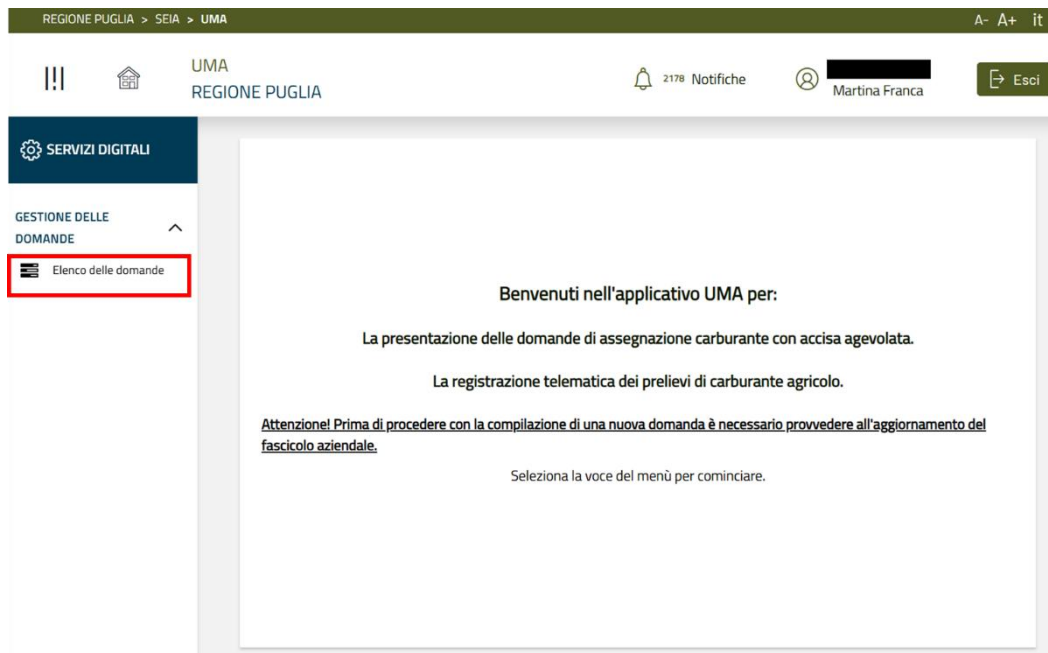 REGIONE PUGLIA > SEIA > UMA
A- A+ it
UMA
REGIONE PUGLIA
2178 Notifiche
Martina Franca
Esci
SERVIZI DIGITALI
GESTIONE DELLE
DOMANDE
Elenco delle domande
Benvenuti nell'applicativo UMA per:
La presentazione delle domande di assegnazione carburante con accisa agevolata.
La registrazione telematica dei prelievi di carburante agricolo.
Attenzione! Prima di procedere con la compilazione di una nuova domanda è necessario provvedere all'aggiornamento del
fascicolo aziendale.
Seleziona la voce del menù per cominciare.